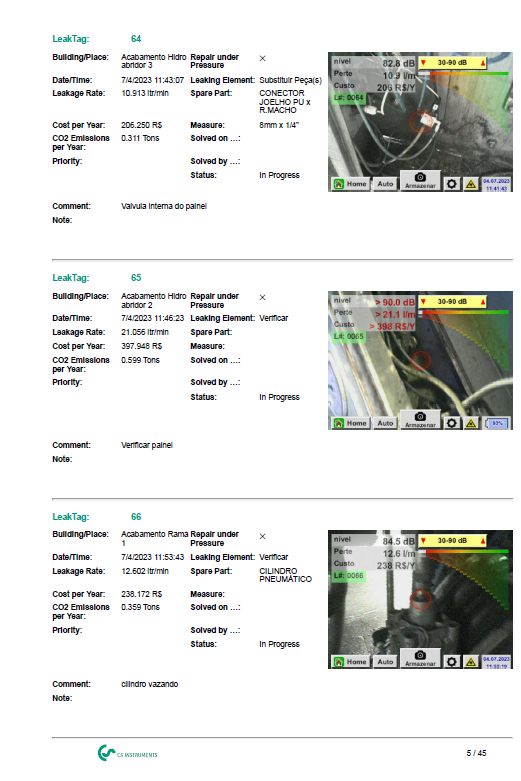 LeakTag: 64
Building/Place: Acabamento Hidro abridor 3 Repair under Pressure ×
Date/Time: 7/4/2023 11:43:07 Leaking Element: Substituir Peça(s)
Leakage Rate: 10.913 ltr/min Spare Part: CONECTOR JOELHO PU x R.MACHO
Cost per Year: 206.250 R$ Measure: 8mm x 1/4"
CO2 Emissions per Year: 0.311 Tons Solved on ...:
Priority: Solved by ...:
Status: In Progress
Comment: Valvula interna do painel
Note:
nível 82.8 dB 30-90 dB
Perte 10.9 l/m
Custo 206 R$/Y
L#: 0064
Home Auto Armazenar 04.07.2023
11:41:43
LeakTag: 65
Building/Place: Acabamento Hidro abridor 2 Repair under Pressure ×
Date/Time: 7/4/2023 11:46:23 Leaking Element: Verificar
Leakage Rate: 21.056 ltr/min Spare Part:
Cost per Year: 397.948 R$ Measure:
CO2 Emissions per Year: 0.599 Tons Solved on ...:
Priority: Solved by ...:
Status: In Progress
Comment: Verificar painel
Note:
nível > 90.0 dB 30-90 dB
Perte > 21.1 l/m
Custo > 398 R$/Y
L#: 0065
Home Auto Armazenar 93%
LeakTag: 66
Building/Place: Acabamento Rama 1 Repair under Pressure ×
Date/Time: 7/4/2023 11:53:43 Leaking Element: Verificar
Leakage Rate: 12.602 ltr/min Spare Part: CILINDRO PNEUMÁTICO
Cost per Year: 238.172 R$ Measure:
CO2 Emissions per Year: 0.359 Tons Solved on ...:
Priority: Solved by ...:
Status: In Progress
Comment: cilindro vazando
Note:
nível 84.5 dB 30-90 dB
Perte 12.6 l/m
Custo 238 R$/Y
L#: 0066
Home Auto Armazenar 04.07.2023
CS INSTRUMENTS
5 / 45